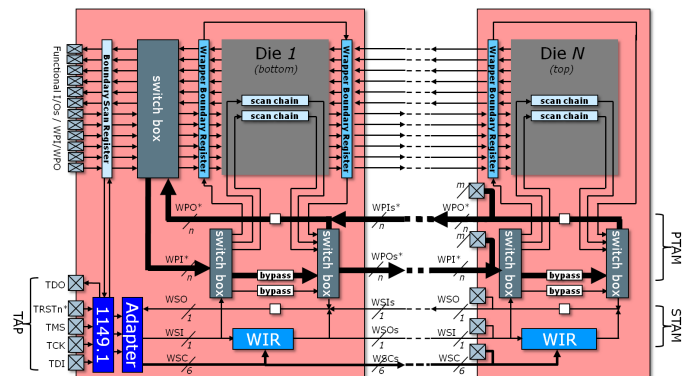 Functional I/Os / WPI/WPO
Boundary Scan Register
switch box
Wrapper Boundary Register
Die 1
(bottom)
scan chain
scan chain
Wrapper Boundary Register
Wrapper Boundary Register
Die N
(top)
scan chain
scan chain
WPO*
n
WPIs*
n
m
WPO*
n
WPI*
n
switch box
bypass
bypass
switch box
WPOs*
n
m
WPI*
n
switch box
bypass
bypass
switch box
PTAM
TAP
TDO
TRSTn*
TMS
TCK
TDI
1149.1
Adapter
WSO
1
WSIs
1
WSO
1
WSI
1
WIR
WSOs
1
WSI
1
WIR
WSC
6
WSCs
6
WSC
6
STAM